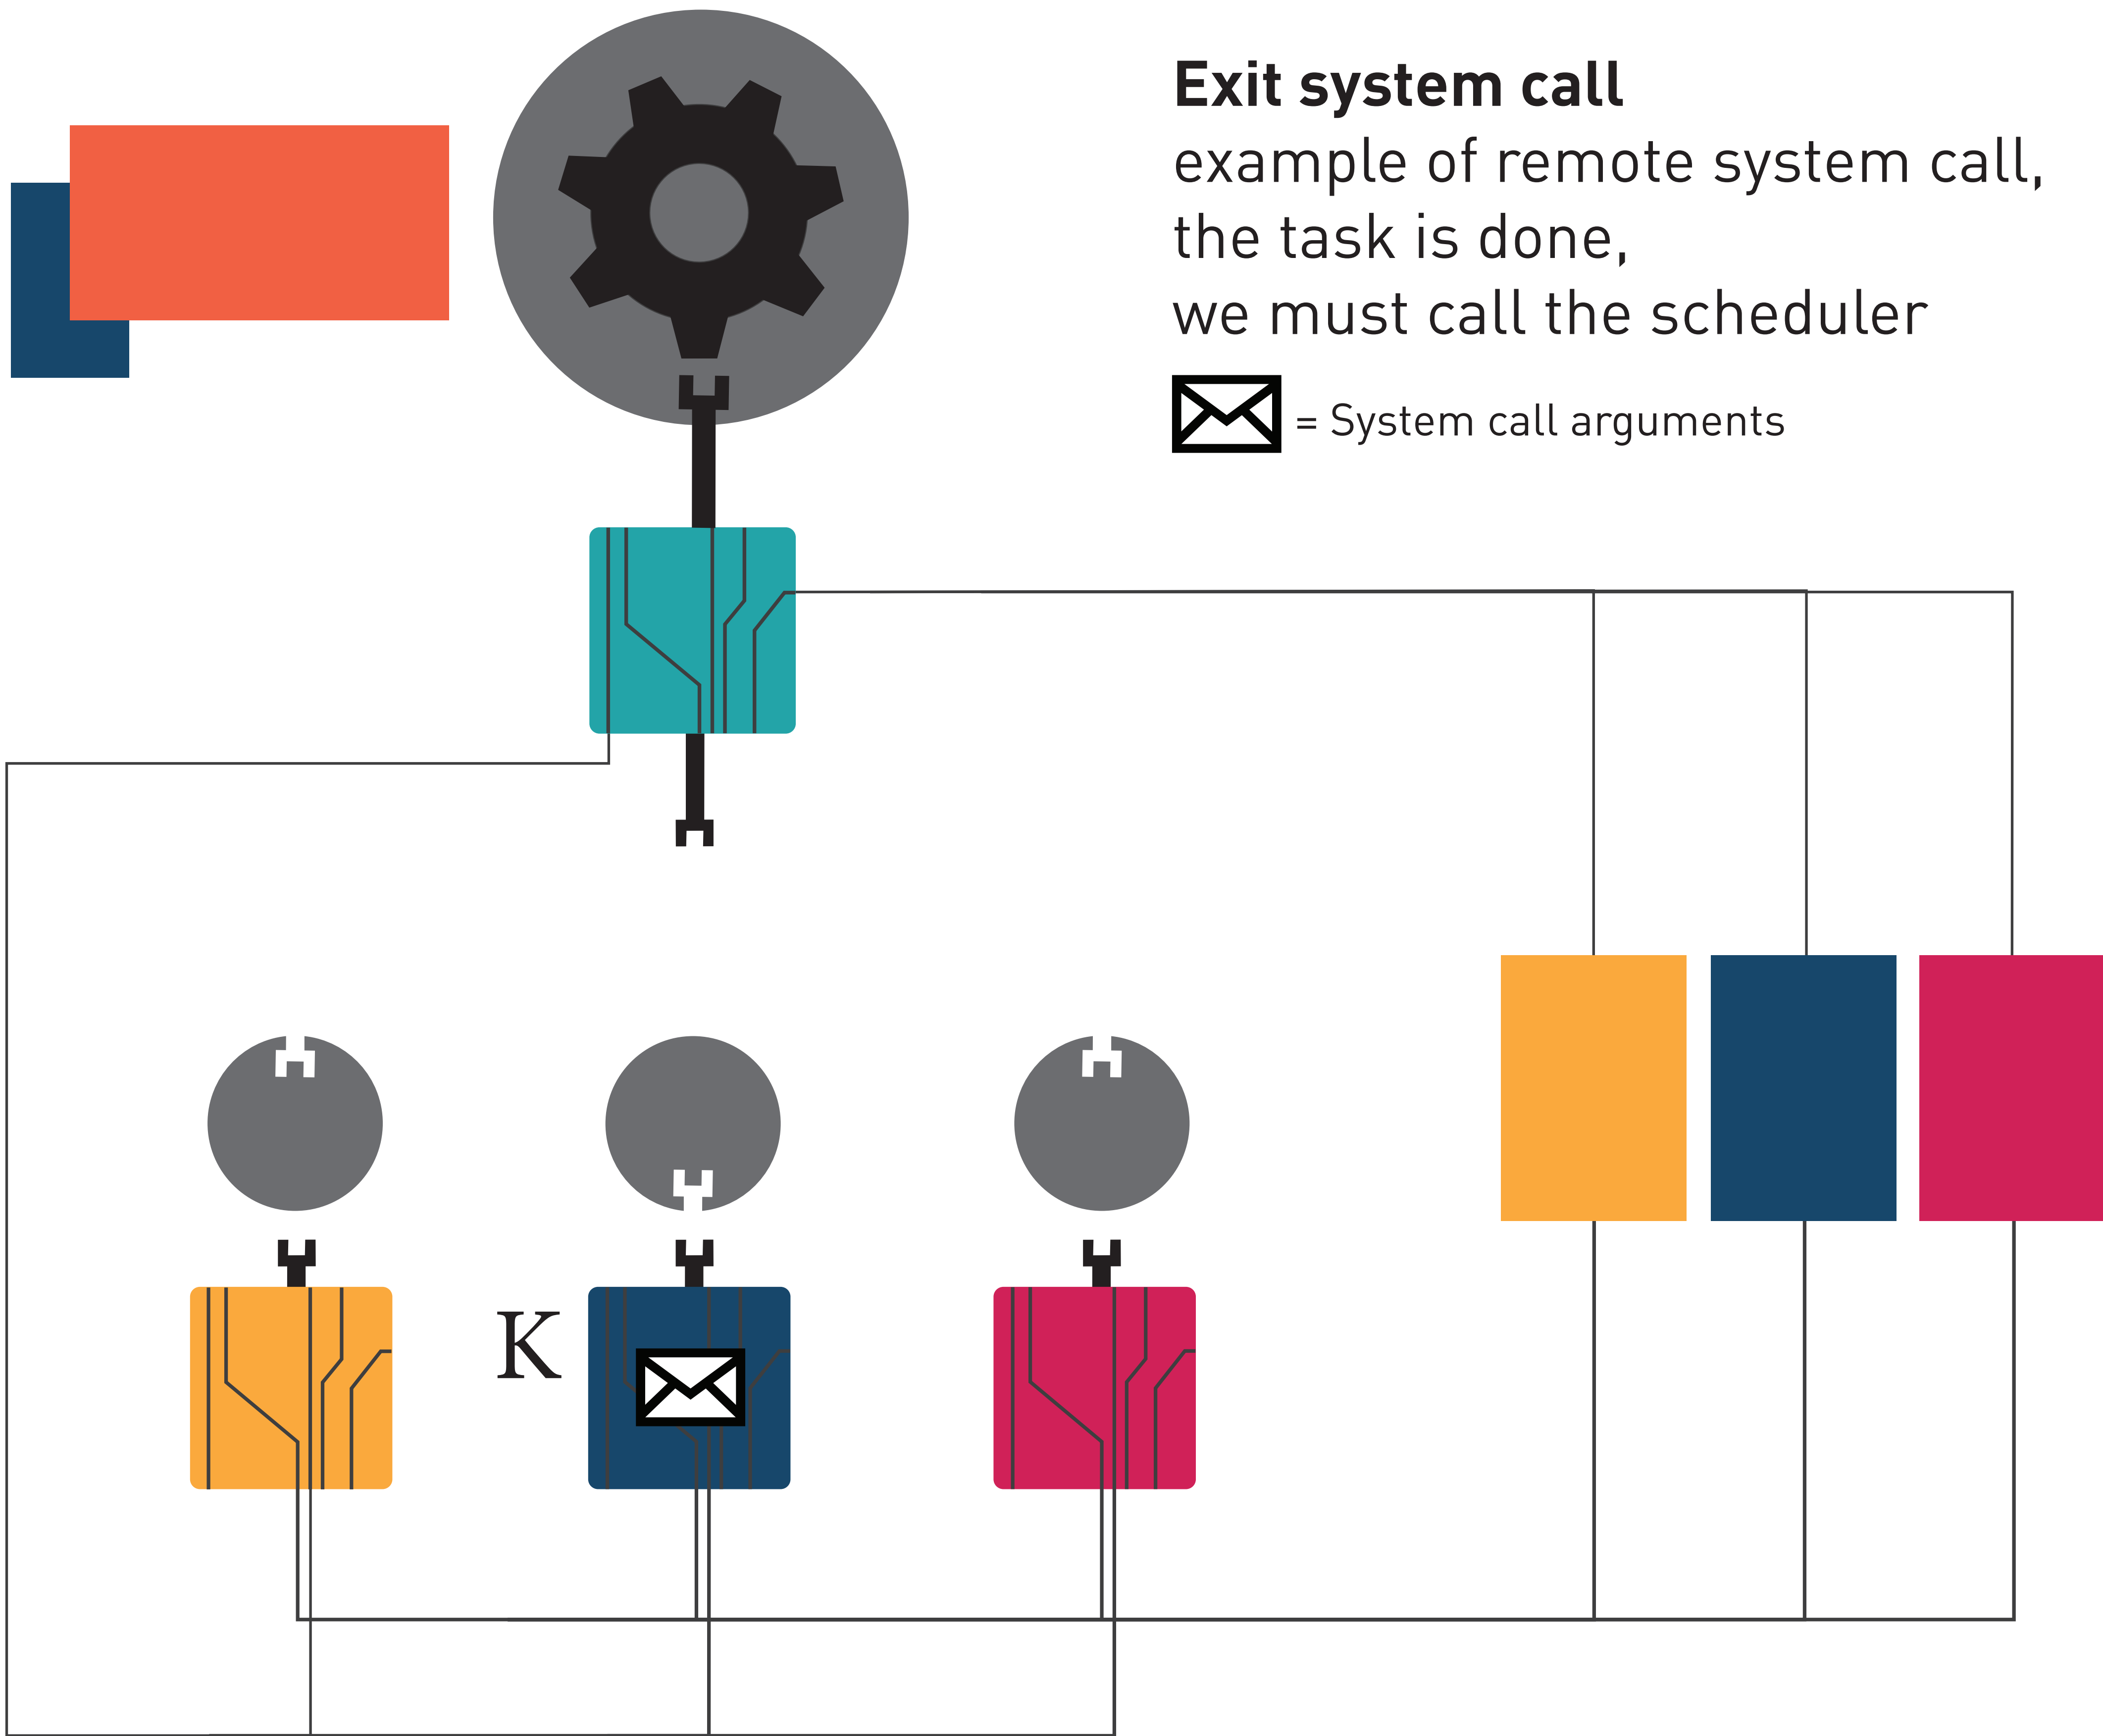 Exit system call
example of remote system call,
the task is done,
we must call the scheduler
= System call arguments
K